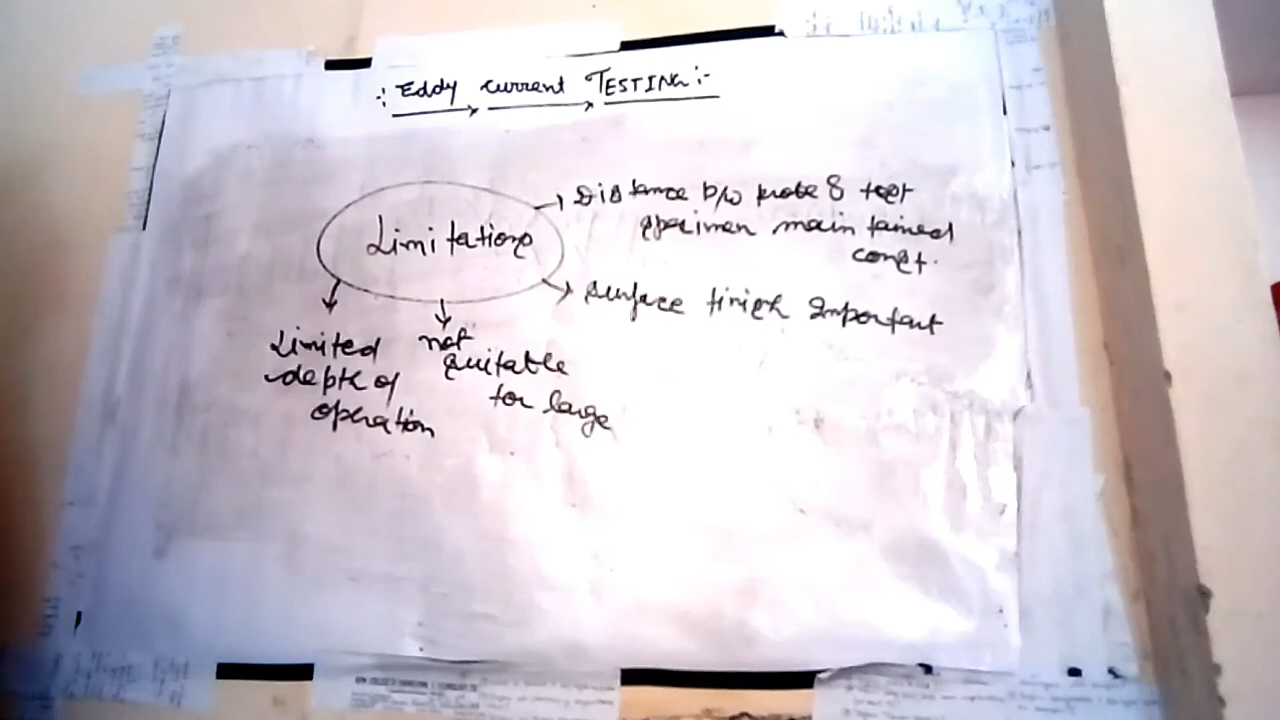 :- Eddy current TESTING :-
Limitations
Distance b/w probe & test
specimen maintained
const.
surface finish Important
Limited
depth of
operation
not
suitable
for large